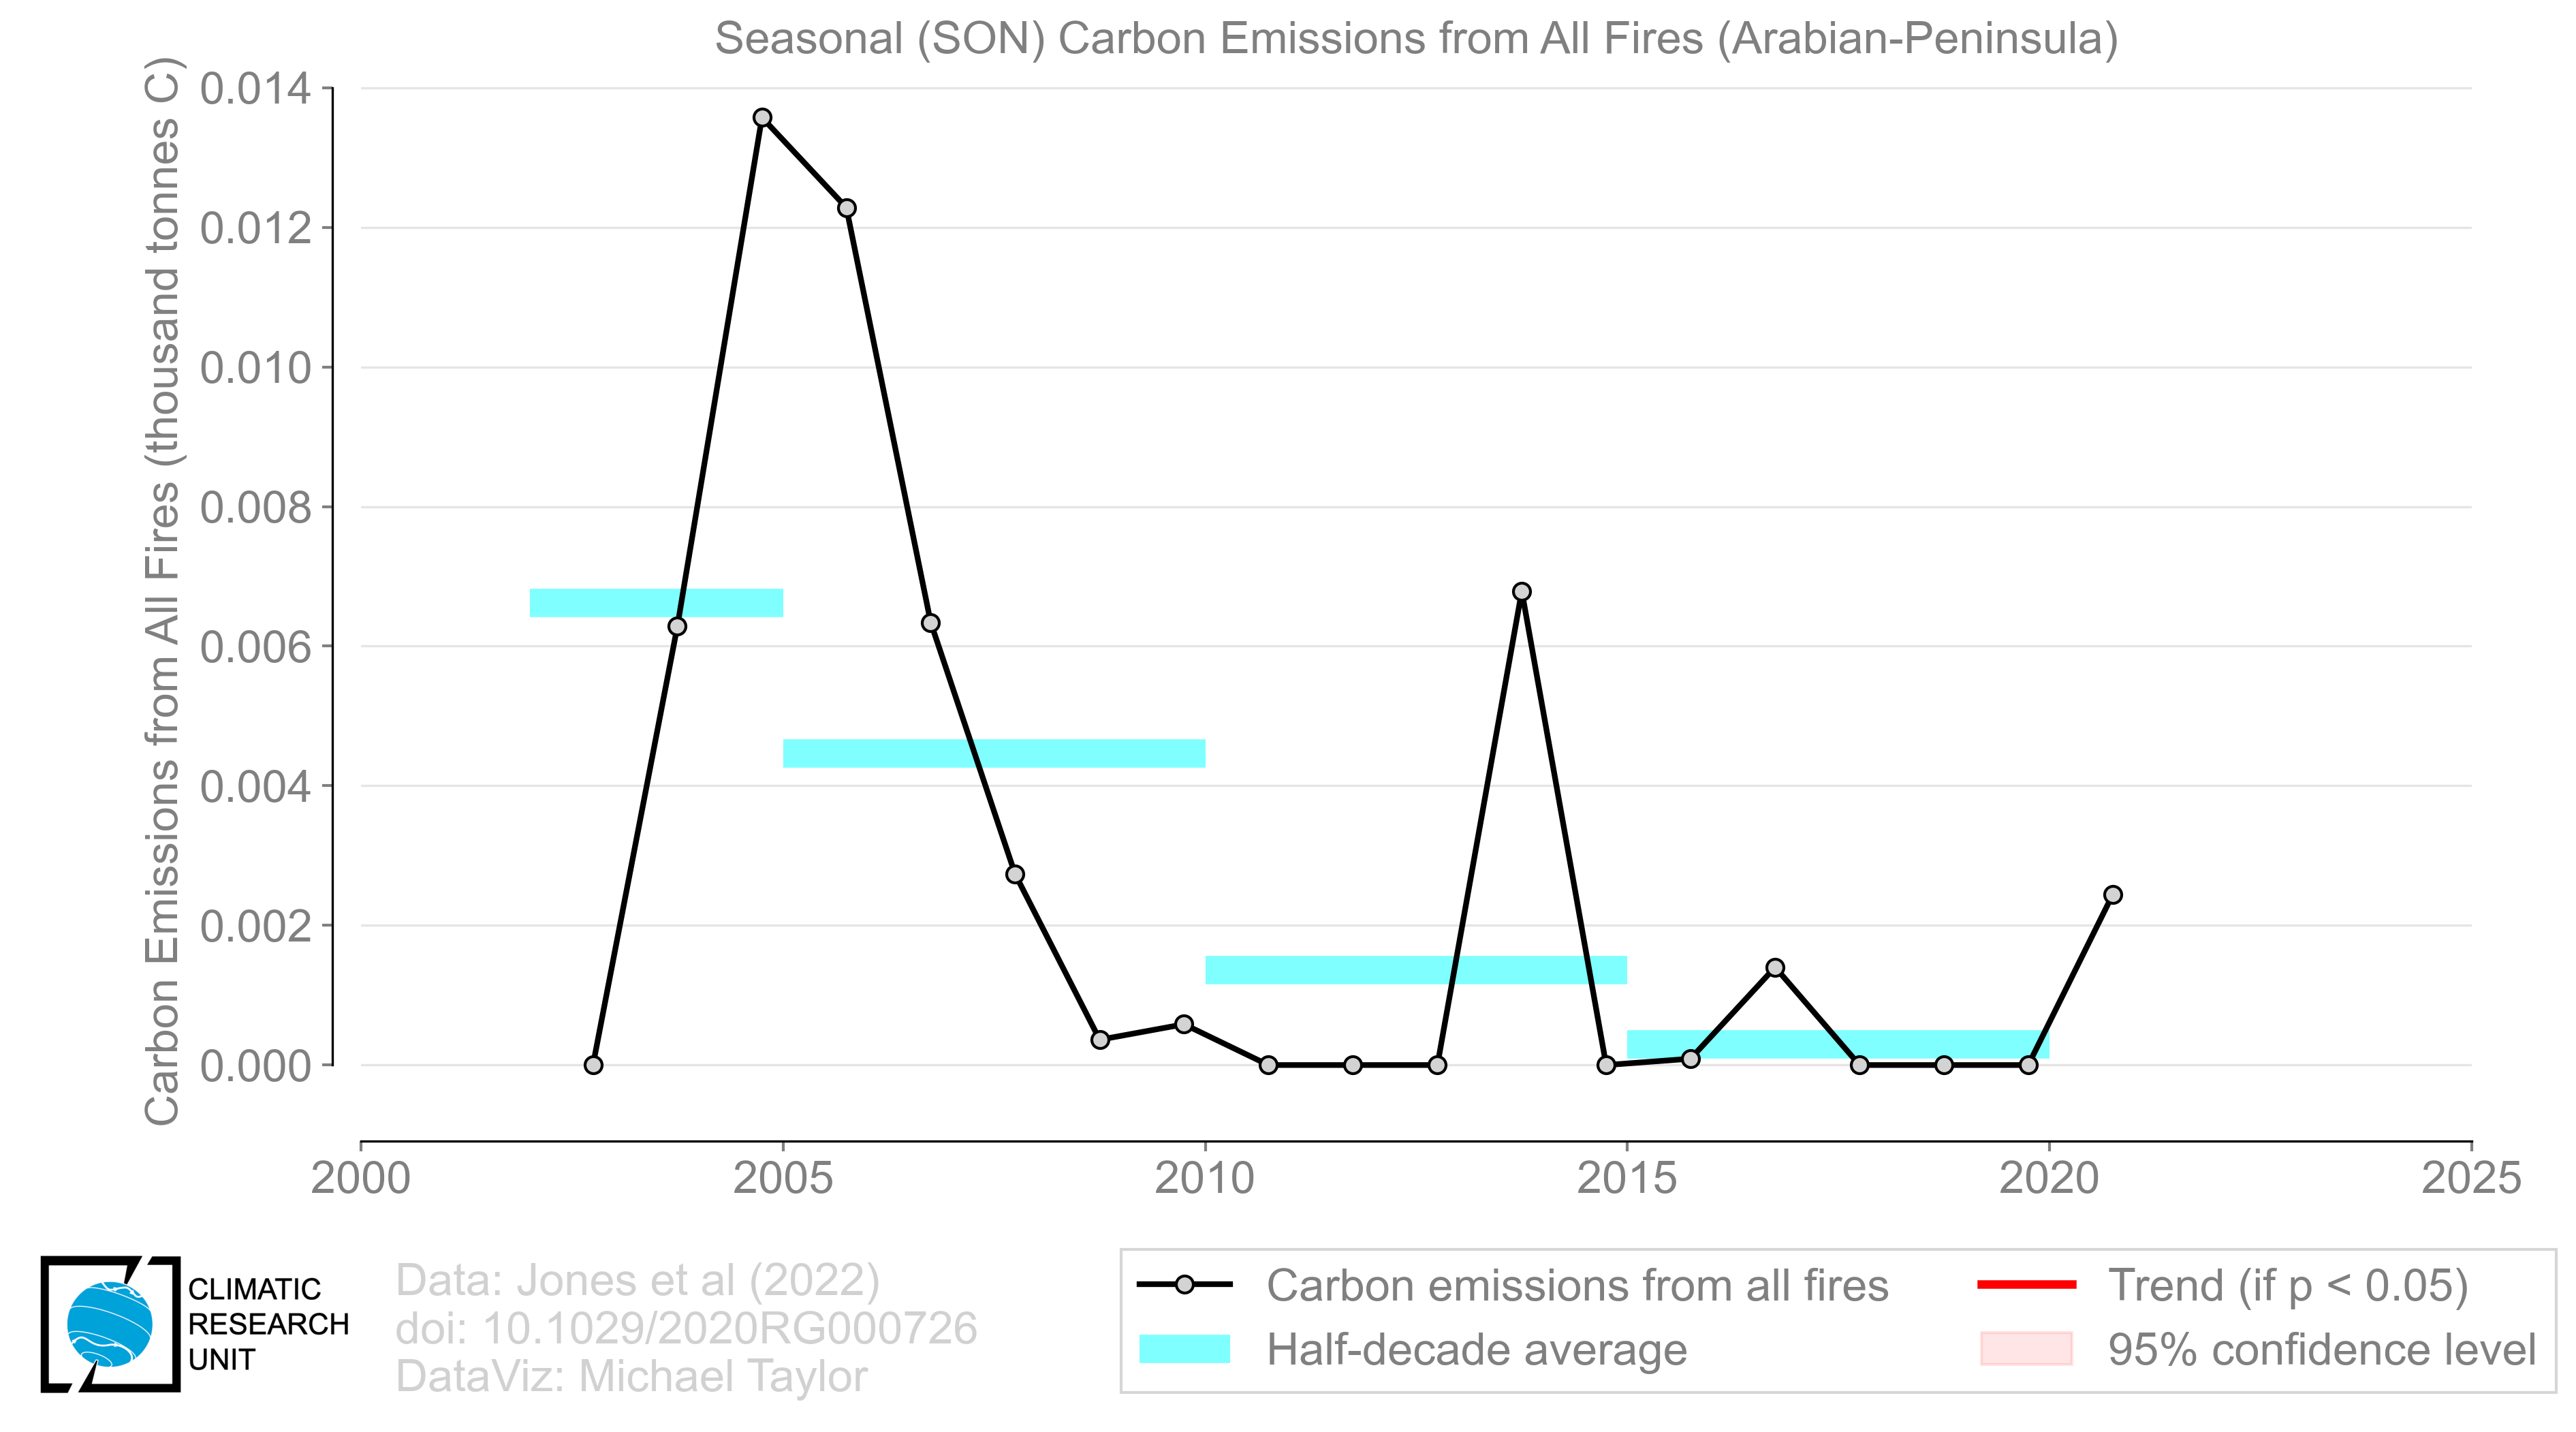 Seasonal (SON) Carbon Emissions from All Fires (Arabian-Peninsula)
Carbon Emissions from All Fires (thousand tonnes C)
0.014
0.012
0.010
0.008
0.006
0.004
0.002
0.000
2000 2005 2010 2015 2020 2025
CLIMATIC
RESEARCH
UNIT
Data: Jones et al (2022)
doi: 10.1029/2020RG000726
DataViz: Michael Taylor
Carbon emissions from all fires
Half-decade average
Trend (if p < 0.05)
95% confidence level